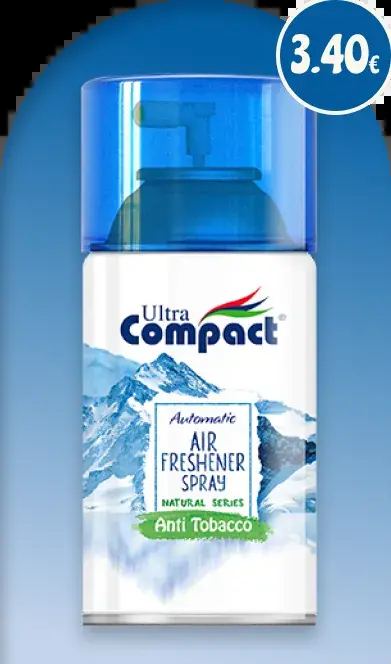 3.40€
Ultra
Compact®
Automatic
AIR
FRESHENER
SPRAY
NATURAL SERIES
Anti Tobacco